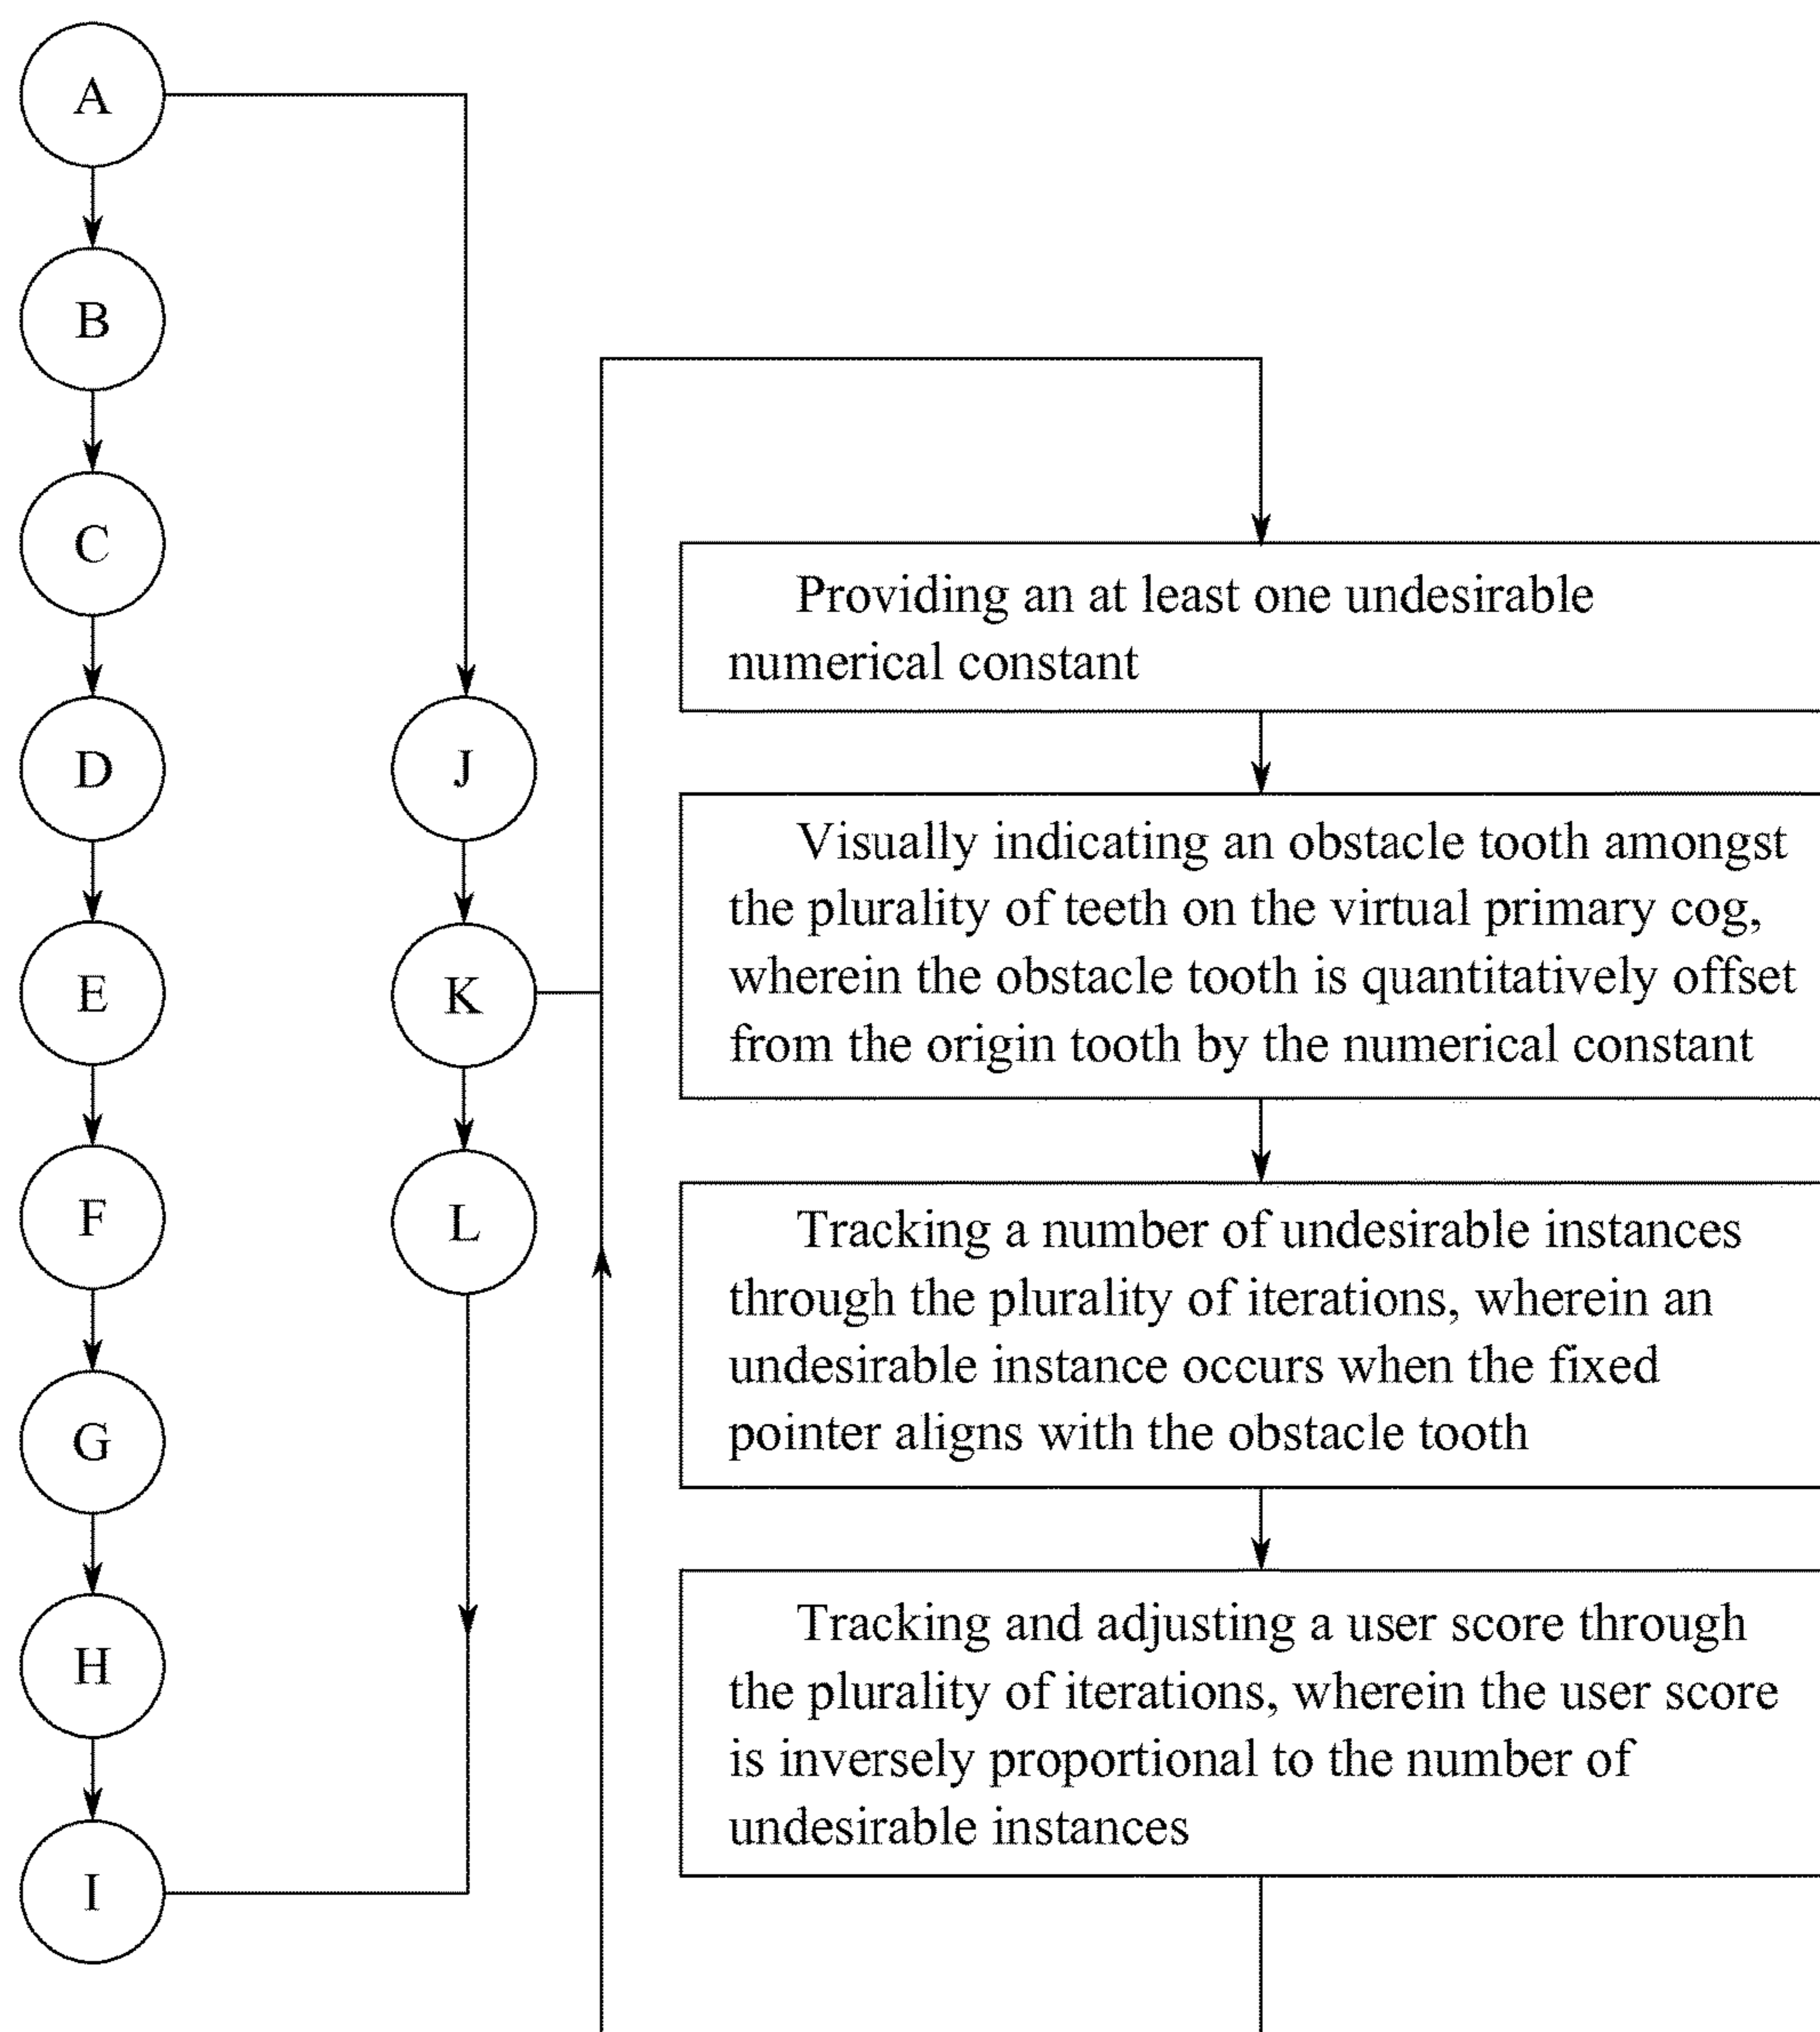 A
B
C
D
E
F
G
H
I
J
K
L
Providing an at least one undesirable
numerical constant
Visually indicating an obstacle tooth amongst
the plurality of teeth on the virtual primary cog,
wherein the obstacle tooth is quantitatively offset
from the origin tooth by the numerical constant
Tracking a number of undesirable instances
through the plurality of iterations, wherein an
undesirable instance occurs when the fixed
pointer aligns with the obstacle tooth
Tracking and adjusting a user score through
the plurality of iterations, wherein the user score
is inversely proportional to the number of
undesirable instances